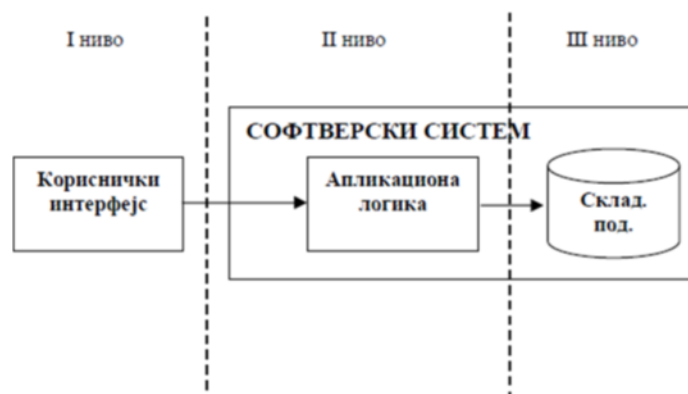 I ниво
II ниво
III ниво
СОФТВЕРСКИ СИСТЕМ
Кориснички
интерфејс
Апликациона
логика
Склад.
под.